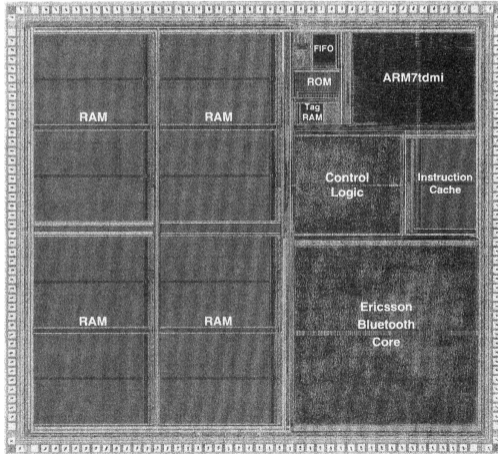 FIFO
ROM
Tag
RAM
ARM7tdmi
RAM
RAM
Control
Logic
Instruction
Cache
RAM
RAM
Ericsson
Bluetooth
Core